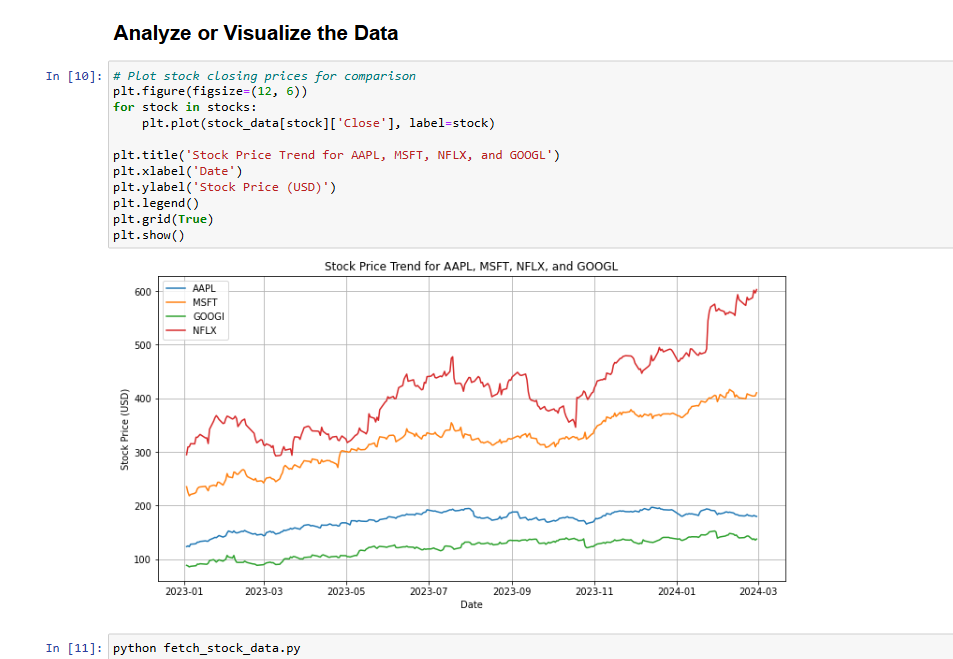 Analyze or Visualize the Data
In [10]:
# Plot stock closing prices for comparison
plt.figure(figsize=(12, 6))
for stock in stocks:
    plt.plot(stock_data[stock]['Close'], label=stock)
plt.title('Stock Price Trend for AAPL, MSFT, NFLX, and GOOGL')
plt.xlabel('Date')
plt.ylabel('Stock Price (USD)')
plt.legend()
plt.grid(True)
plt.show()
Stock Price Trend for AAPL, MSFT, NFLX, and GOOGL
AAPL
MSFT
GOOGl
NFLX
600
500
400
300
200
100
Stock Price (USD)
2023-01 2023-03 2023-05 2023-07 2023-09 2023-11 2024-01 2024-03
Date
In [11]: python fetch_stock_data.py